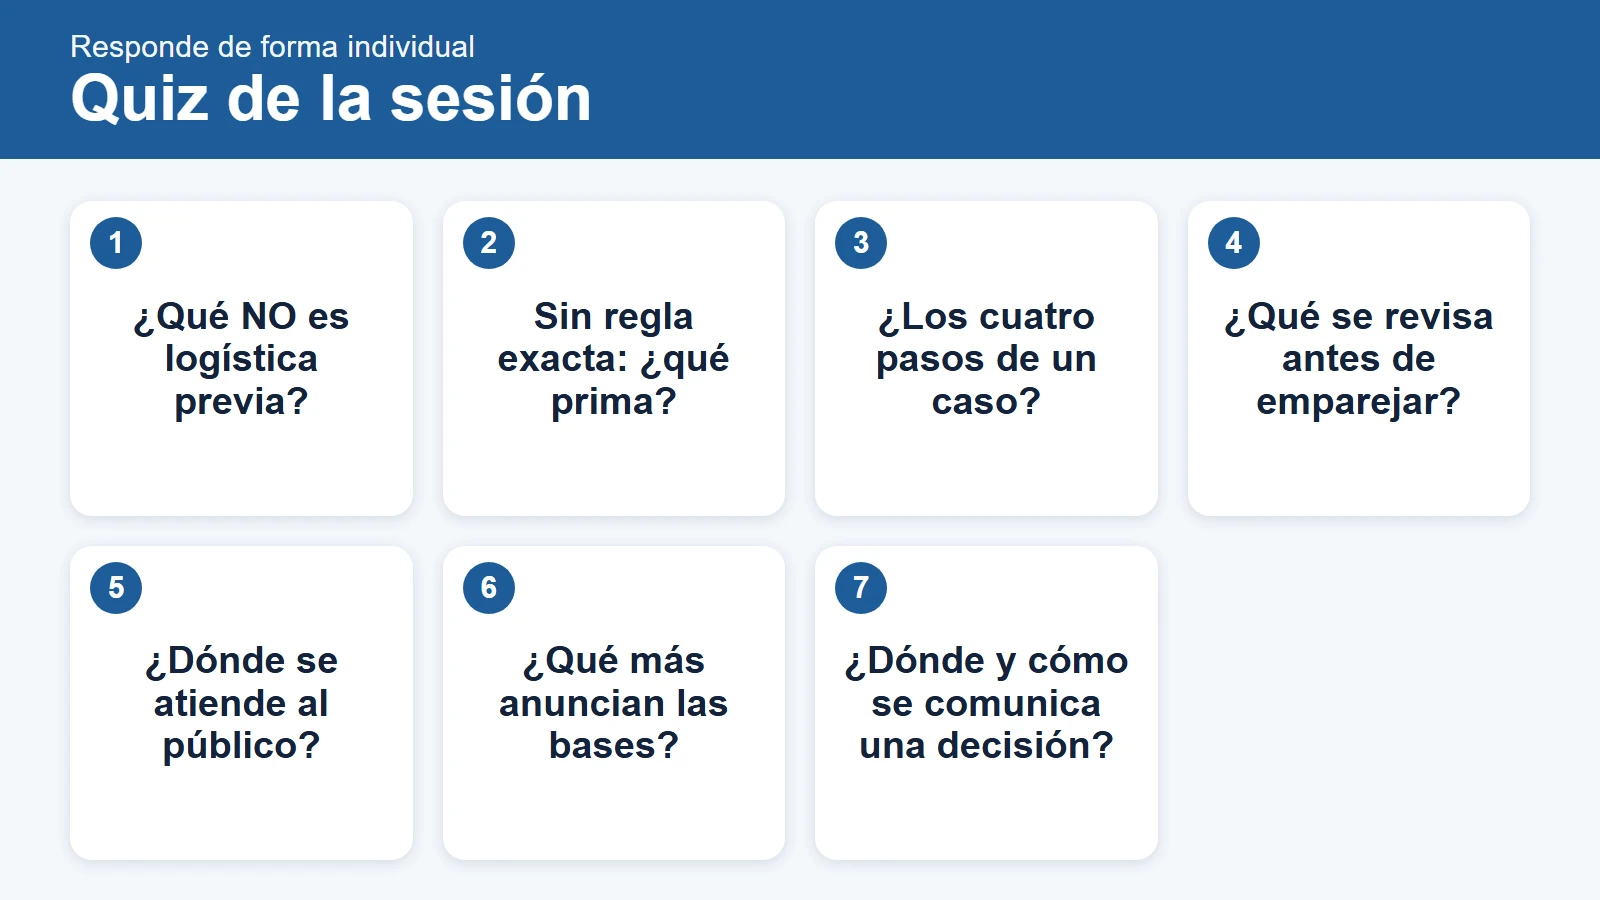 Responde de forma individual
Quiz de la sesión
1
¿Qué NO es
logística
previa?
2
Sin regla
exacta: ¿qué
prima?
3
¿Los cuatro
pasos de un
caso?
4
¿Qué se revisa
antes de
emparejar?
5
¿Dónde se
atiende al
público?
6
¿Qué más
anuncian las
bases?
7
¿Dónde y cómo
se comunica
una decisión?